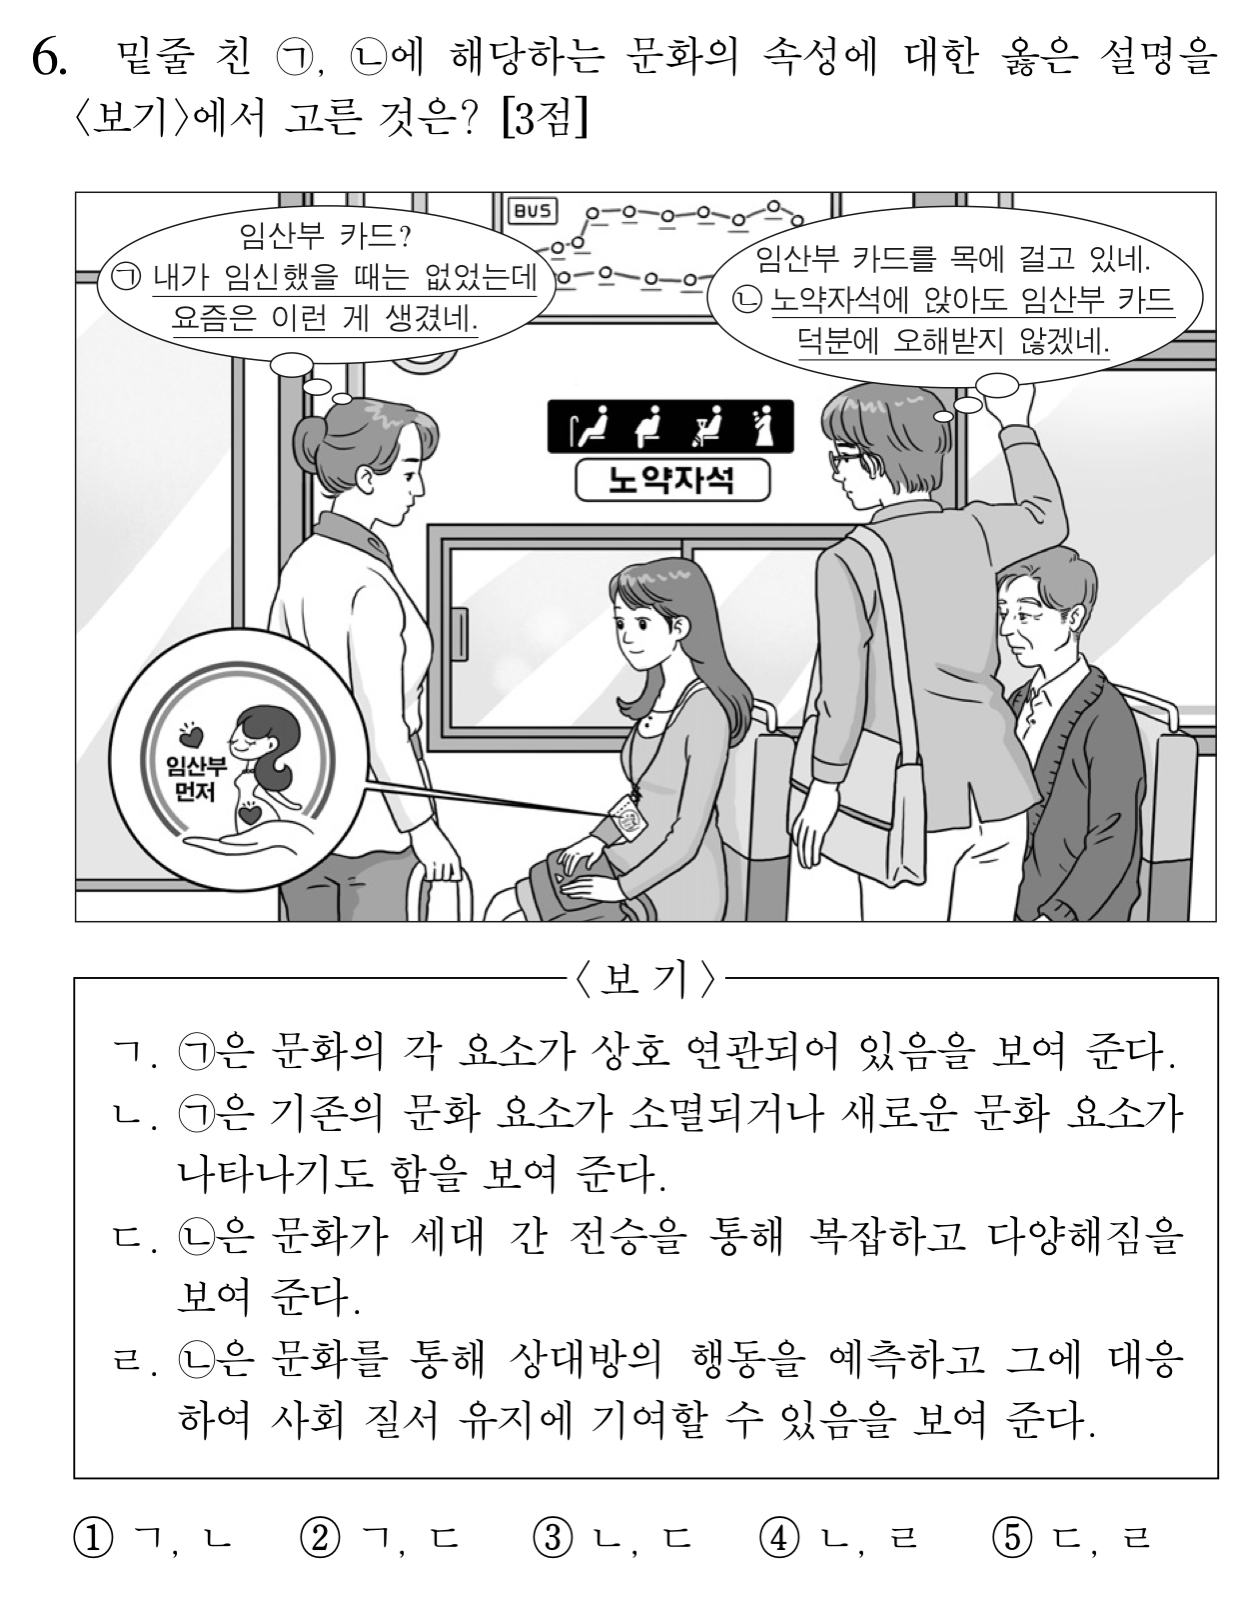 6. 밑줄 친 ㉠, ㉡에 해당하는 문화의 속성에 대한 옳은 설명을
〈보기〉에서 고른 것은? [3점]
BUS
임산부 카드?
㉠ 내가 임신했을 때는 없었는데
요즘은 이런 게 생겼네.
임산부 카드를 목에 걸고 있네.
㉡ 노약자석에 앉아도 임산부 카드
덕분에 오해받지 않겠네.
노약자석
임산부
먼저
〈보 기〉
ㄱ. ㉠은 문화의 각 요소가 상호 연관되어 있음을 보여 준다.
ㄴ. ㉠은 기존의 문화 요소가 소멸되거나 새로운 문화 요소가
나타나기도 함을 보여 준다.
ㄷ. ㉡은 문화가 세대 간 전승을 통해 복잡하고 다양해짐을
보여 준다.
ㄹ. ㉡은 문화를 통해 상대방의 행동을 예측하고 그에 대응
하여 사회 질서 유지에 기여할 수 있음을 보여 준다.
① ㄱ, ㄴ ② ㄱ, ㄷ ③ ㄴ, ㄷ ④ ㄴ, ㄹ ⑤ ㄷ, ㄹ